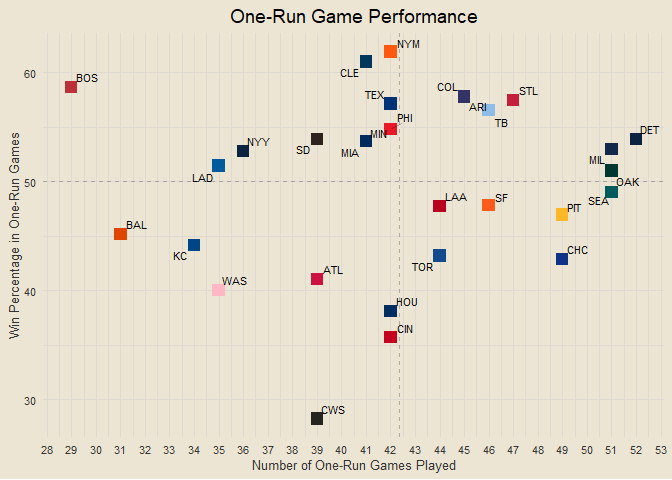 One-Run Game Performance
NYM
CLE
BOS
COL
STL
TEX
ARI
TB
PHI
MIN
DET
SD
NYY
MIA
MIL
LAD
OAK
SEA
LAA
SF
PIT
BAL
KC
CHC
TOR
ATL
WAS
HOU
CIN
CWS
60
50
40
30
Win Percentage in One-Run Games
28 29 30 31 32 33 34 35 36 37 38 39 40 41 42 43 44 45 46 47 48 49 50 51 52 53
Number of One-Run Games Played